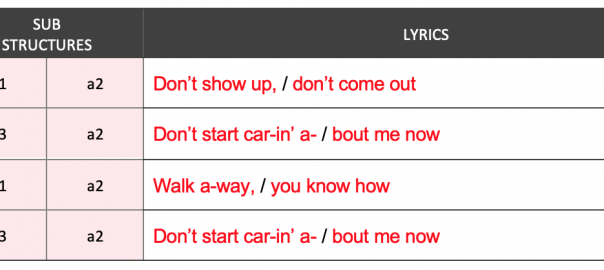 SUB
STRUCTURES LYRICS
1 a2 Don't show up, / don't come out
3 a2 Don't start car-in' a- / bout me now
1 a2 Walk a-way, / you know how
3 a2 Don't start car-in' a- / bout me now